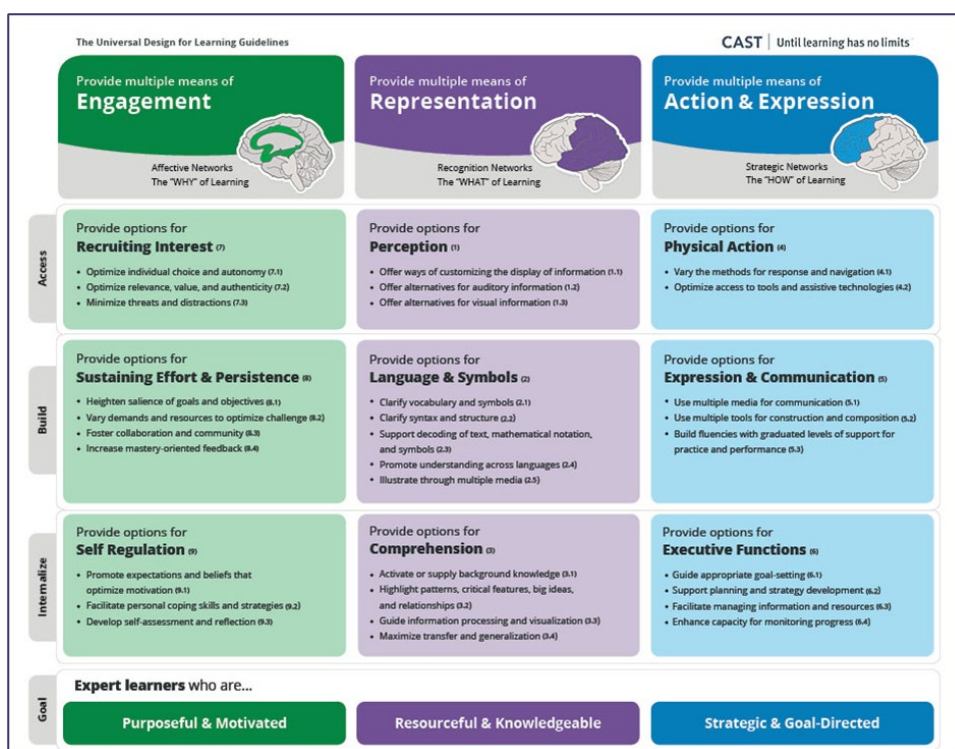 The Universal Design for Learning Guidelines
CAST | Until learning has no limits
Provide multiple means of
Engagement
Affective Networks
The "WHY" of Learning
Provide multiple means of
Representation
Recognition Networks
The "WHAT" of Learning
Provide multiple means of
Action & Expression
Strategic Networks
The "HOW" of Learning
Access
Provide options for
Recruiting Interest (7)
• Optimize individual choice and autonomy (7.1)
• Optimize relevance, value, and authenticity (7.2)
• Minimize threats and distractions (7.3)
Provide options for
Perception (1)
• Offer ways of customizing the display of information (1.1)
• Offer alternatives for auditory information (1.2)
• Offer alternatives for visual information (1.3)
Provide options for
Physical Action (4)
• Vary the methods for response and navigation (4.1)
• Optimize access to tools and assistive technologies (4.2)
Build
Provide options for
Sustaining Effort & Persistence (8)
• Heighten salience of goals and objectives (8.1)
• Vary demands and resources to optimize challenge (8.2)
• Foster collaboration and community (8.3)
• Increase mastery-oriented feedback (8.4)
Provide options for
Language & Symbols (2)
• Clarify vocabulary and symbols (2.1)
• Clarify syntax and structure (2.2)
• Support decoding of text, mathematical notation,
and symbols (2.3)
• Promote understanding across languages (2.4)
• Illustrate through multiple media (2.5)
Provide options for
Expression & Communication (5)
• Use multiple media for communication (5.1)
• Use multiple tools for construction and composition (5.2)
• Build fluencies with graduated levels of support for
practice and performance (5.3)
Internalize
Provide options for
Self Regulation (9)
• Promote expectations and beliefs that
optimize motivation (9.1)
• Facilitate personal coping skills and strategies (9.2)
• Develop self-assessment and reflection (9.3)
Provide options for
Comprehension (3)
• Activate or supply background knowledge (3.1)
• Highlight patterns, critical features, big ideas,
and relationships (3.2)
• Guide information processing and visualization (3.3)
• Maximize transfer and generalization (3.4)
Provide options for
Executive Functions (6)
• Guide appropriate goal-setting (6.1)
• Support planning and strategy development (6.2)
• Facilitate managing information and resources (6.3)
• Enhance capacity for monitoring progress (6.4)
Goal
Expert learners who are...
Purposeful & Motivated
Resourceful & Knowledgeable
Strategic & Goal-Directed